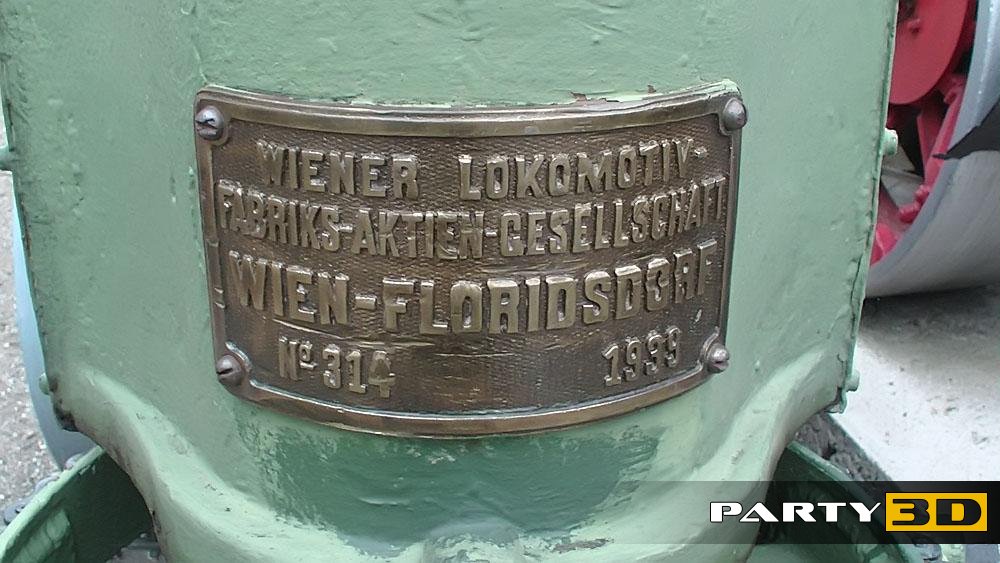 WIENER LOKOMOTIV-
FABRIKS-AKTIEN-GESELLSCHAFT
WIEN-FLORIDSDORF
Nº 314 1939
PARTY 3D